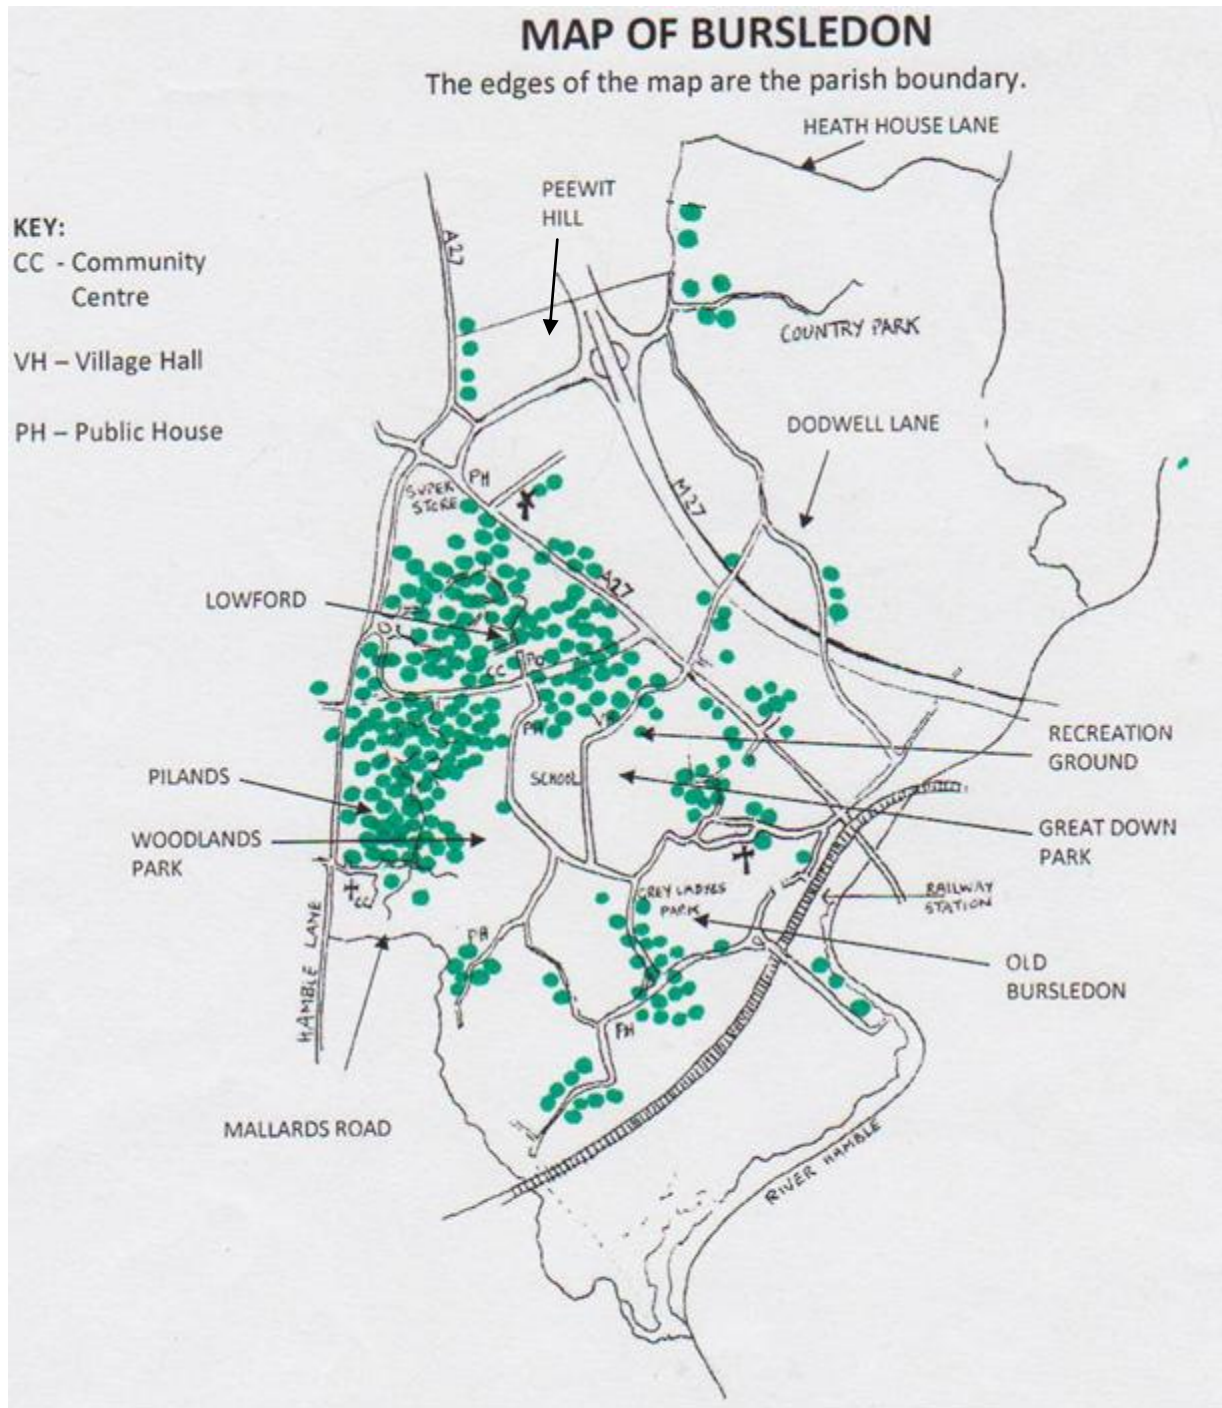 MAP OF BURSLEDON
The edges of the map are the parish boundary.
HEATH HOUSE LANE
PEEWIT
HILL
KEY:
CC - Community
Centre
VH – Village Hall
PH – Public House
A27
COUNTRY PARK
DODWELL LANE
PH
SUPER
STORE
M27
A27
LOWFORD
CC
PO
PH
VH
RECREATION
GROUND
PILANDS
SCHOOL
WOODLANDS
PARK
GREAT DOWN
PARK
CC
GREY LADYES
PARK
RAILWAY
STATION
HAMBLE LANE
PH
OLD
BURSLEDON
PH
MALLARDS ROAD
RIVER HAMBLE